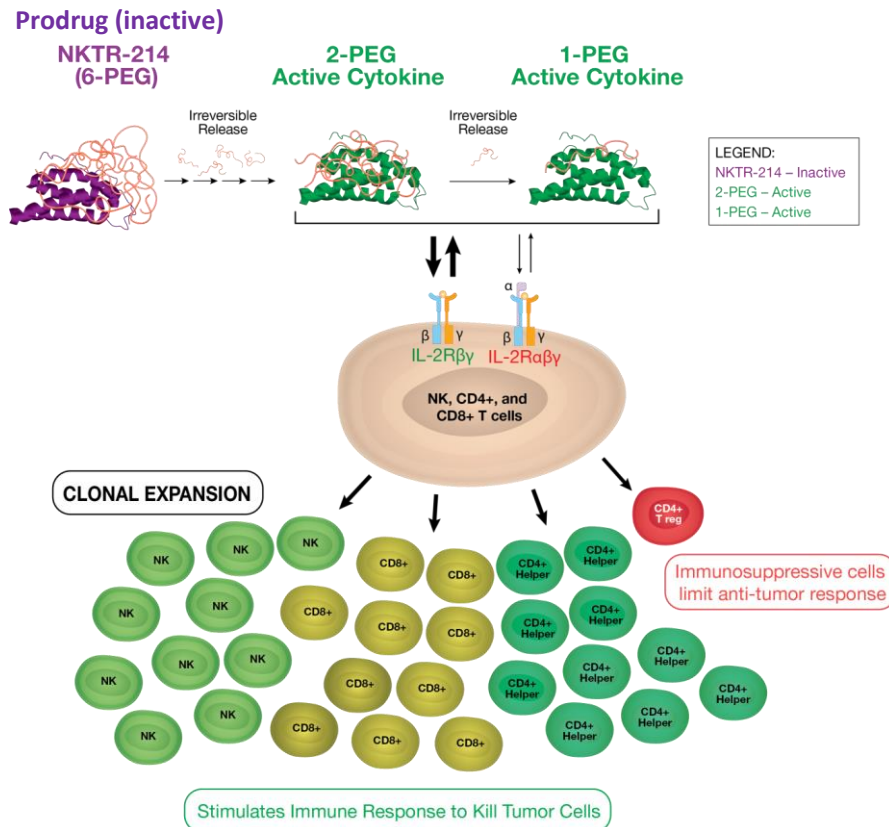 Prodrug (inactive)
NKTR-214
(6-PEG)
2-PEG
Active Cytokine
1-PEG
Active Cytokine
Irreversible
Release
Irreversible
Release
LEGEND:
NKTR-214 – Inactive
2-PEG – Active
1-PEG – Active
α
β
γ
β
γ
IL-2Rβγ
IL-2Rαβγ
NK, CD4+, and
CD8+ T cells
CLONAL EXPANSION
CD4+
T reg
Immunosuppressive cells
limit anti-tumor response
NK
NK
NK
NK
NK
NK
NK
NK
NK
NK
NK
CD8+
CD8+
CD8+
CD8+
CD8+
CD8+
CD8+
CD8+
CD8+
CD8+
CD4+
Helper
CD4+
Helper
CD4+
Helper
CD4+
Helper
CD4+
Helper
CD4+
Helper
CD4+
Helper
CD4+
Helper
CD4+
Helper
CD4+
Helper
Stimulates Immune Response to Kill Tumor Cells